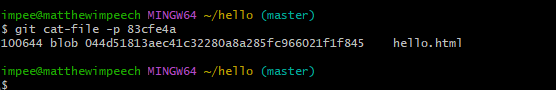 impee@matthewimpeech MINGW64 ~/hello (master)
$ git cat-file -p 83cfe4a
100644 blob 044d51813aec41c32280a8a285fc966021f1f845    hello.html
impee@matthewimpeech MINGW64 ~/hello (master)
$